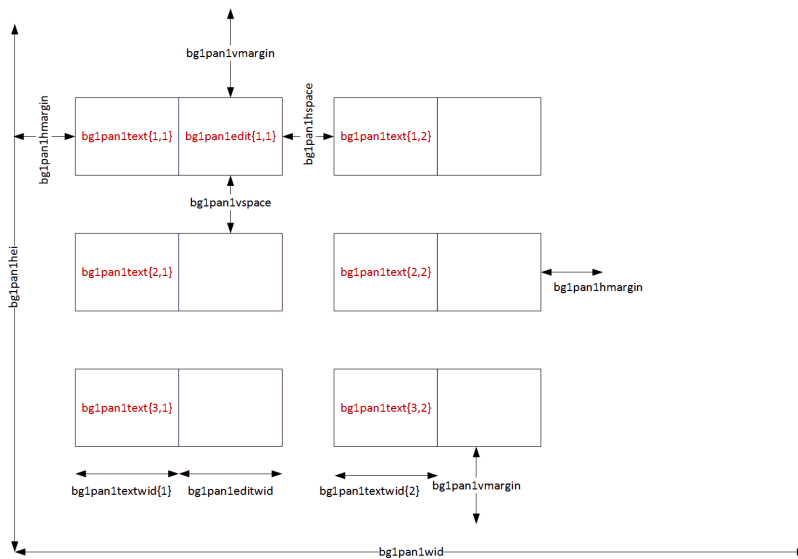 bg1pan1vmargin
bg1pan1hmargin
bg1pan1text{1,1}
bg1pan1edit{1,1}
bg1pan1hspace
bg1pan1text{1,2}
bg1pan1vspace
bg1pan1hei
bg1pan1text{2,1}
bg1pan1text{2,2}
bg1pan1hmargin
bg1pan1text{3,1}
bg1pan1text{3,2}
bg1pan1textwid{1}
bg1pan1editwid
bg1pan1textwid{2}
bg1pan1vmargin
bg1pan1wid